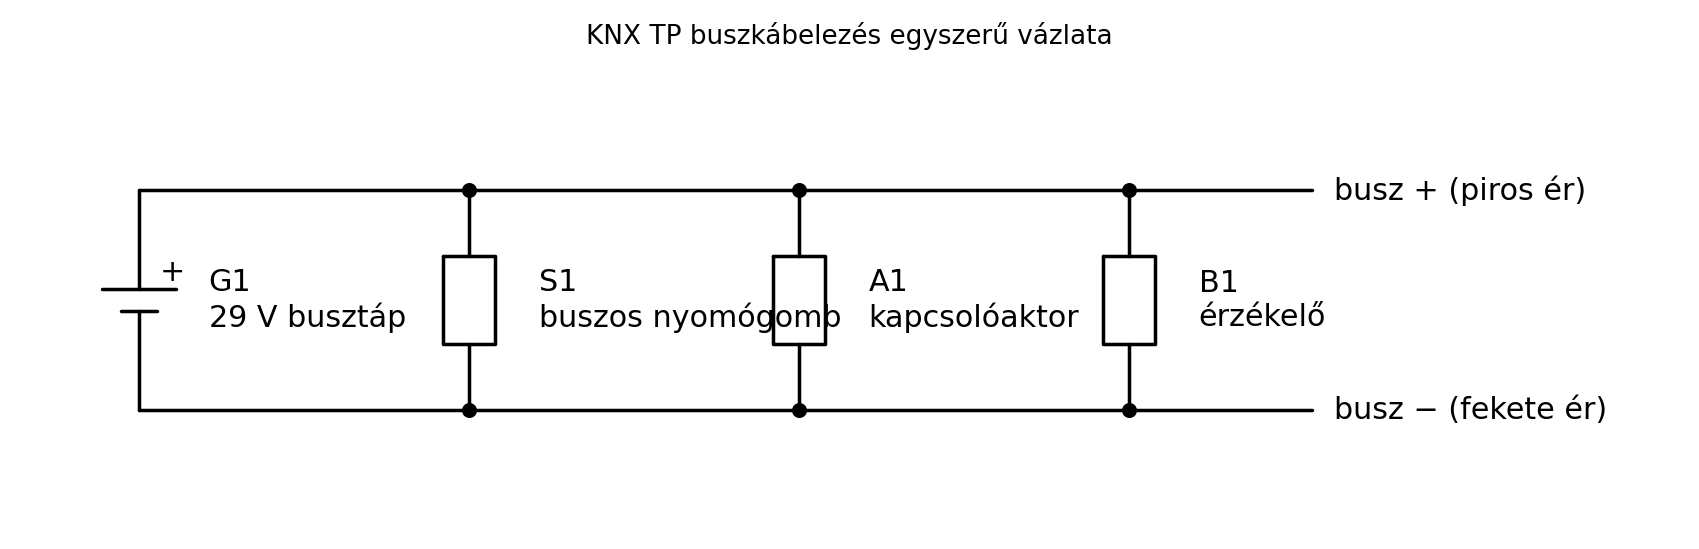 KNX TP buszkábelezés egyszerű vázlata
busz + (piros ér)
+
G1
29 V busztáp
S1
buszos nyomógomb
A1
kapcsolóaktor
B1
érzékelő
busz − (fekete ér)